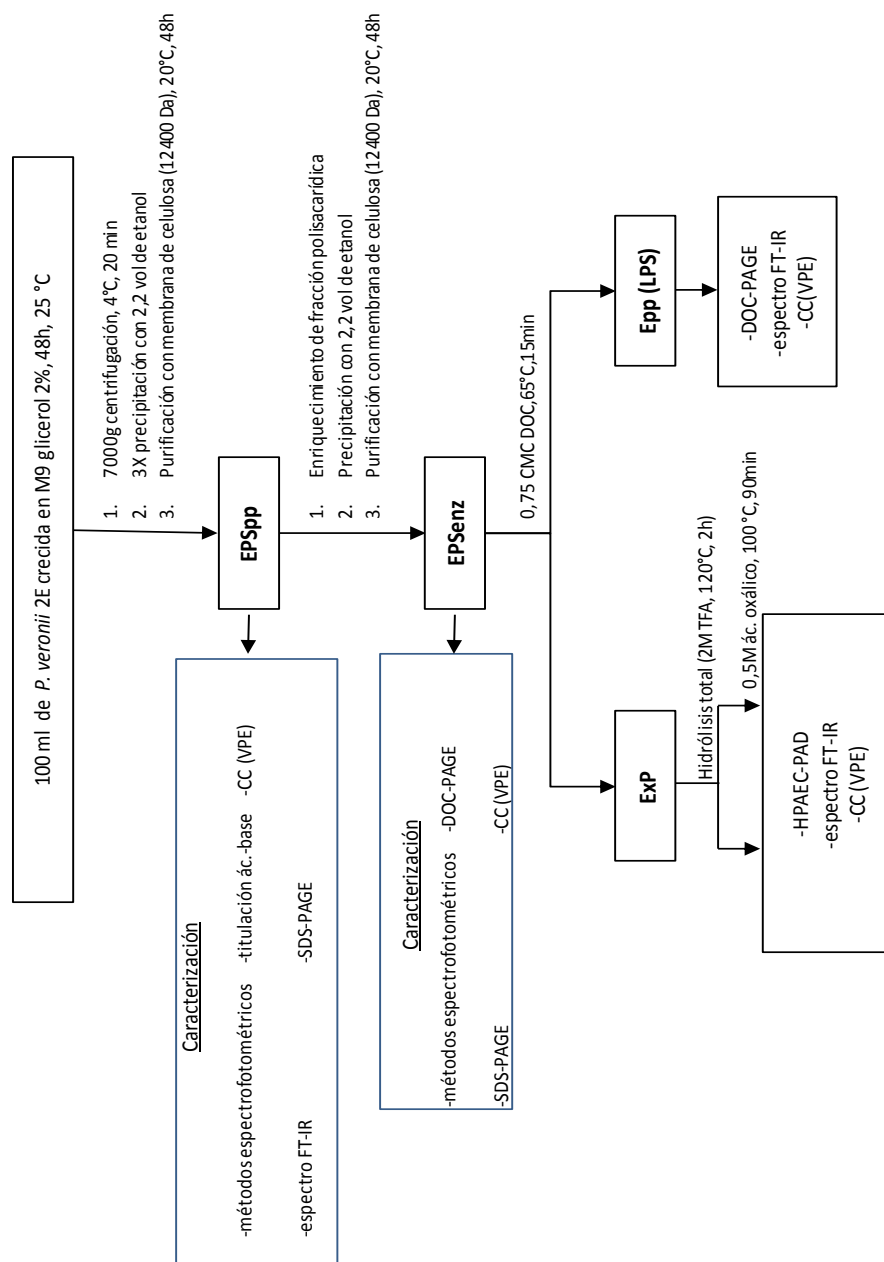 100 ml de P. veronii 2E crecida en M9 glicerol 2%, 48h, 25 °C
1. 7000g centrifugación, 4°C, 20 min
2. 3X precipitación con 2,2 vol de etanol
3. Purificación con membrana de celulosa (12400 Da), 20°C, 48h
EPSpp
Caracterización
-métodos espectrofotométricos -titulación ác.-base -CC (VPE)
-espectro FT-IR -SDS-PAGE
1. Enriquecimiento de fracción polisacarídica
2. Precipitación con 2,2 vol de etanol
3. Purificación con membrana de celulosa (12400 Da), 20°C, 48h
EPSenz
Caracterización
-métodos espectrofotométricos -DOC-PAGE
-SDS-PAGE -CC (VPE)
0,75 CMC DOC,65°C,15min
ExP
Epp (LPS)
Hidrólisis total (2M TFA, 120°C, 2h)
0,5M ác. oxálico, 100 °C, 90min
-HPAEC-PAD
-espectro FT-IR
-CC (VPE)
-DOC-PAGE
-espectro FT-IR
-CC(VPE)